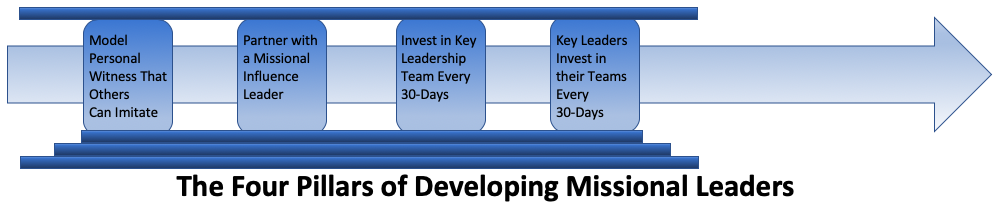 Model
Personal
Witness That
Others
Can Imitate
Partner with
a Missional
Influence
Leader
Invest in Key
Leadership
Team Every
30-Days
Key Leaders
Invest in
their Teams
Every
30-Days
The Four Pillars of Developing Missional Leaders